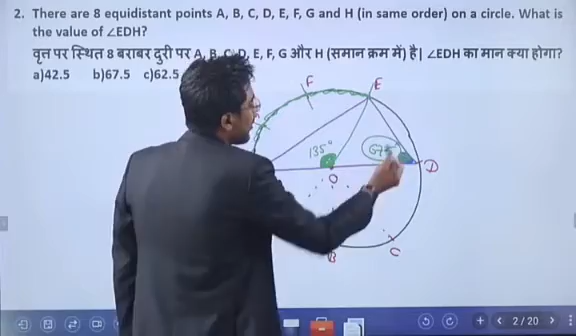 2. There are 8 equidistant points A, B, C, D, E, F, G and H (in same order) on a circle. What is
the value of ∠EDH?
वृत्त पर स्थित 8 बराबर दुरी पर A, B, C, D, E, F, G और H (समान क्रम में) है| ∠EDH का मान क्या होगा?
a)42.5 b)67.5 c)62.5
F
E
135°
67.5
D
O
B
C
2 / 20